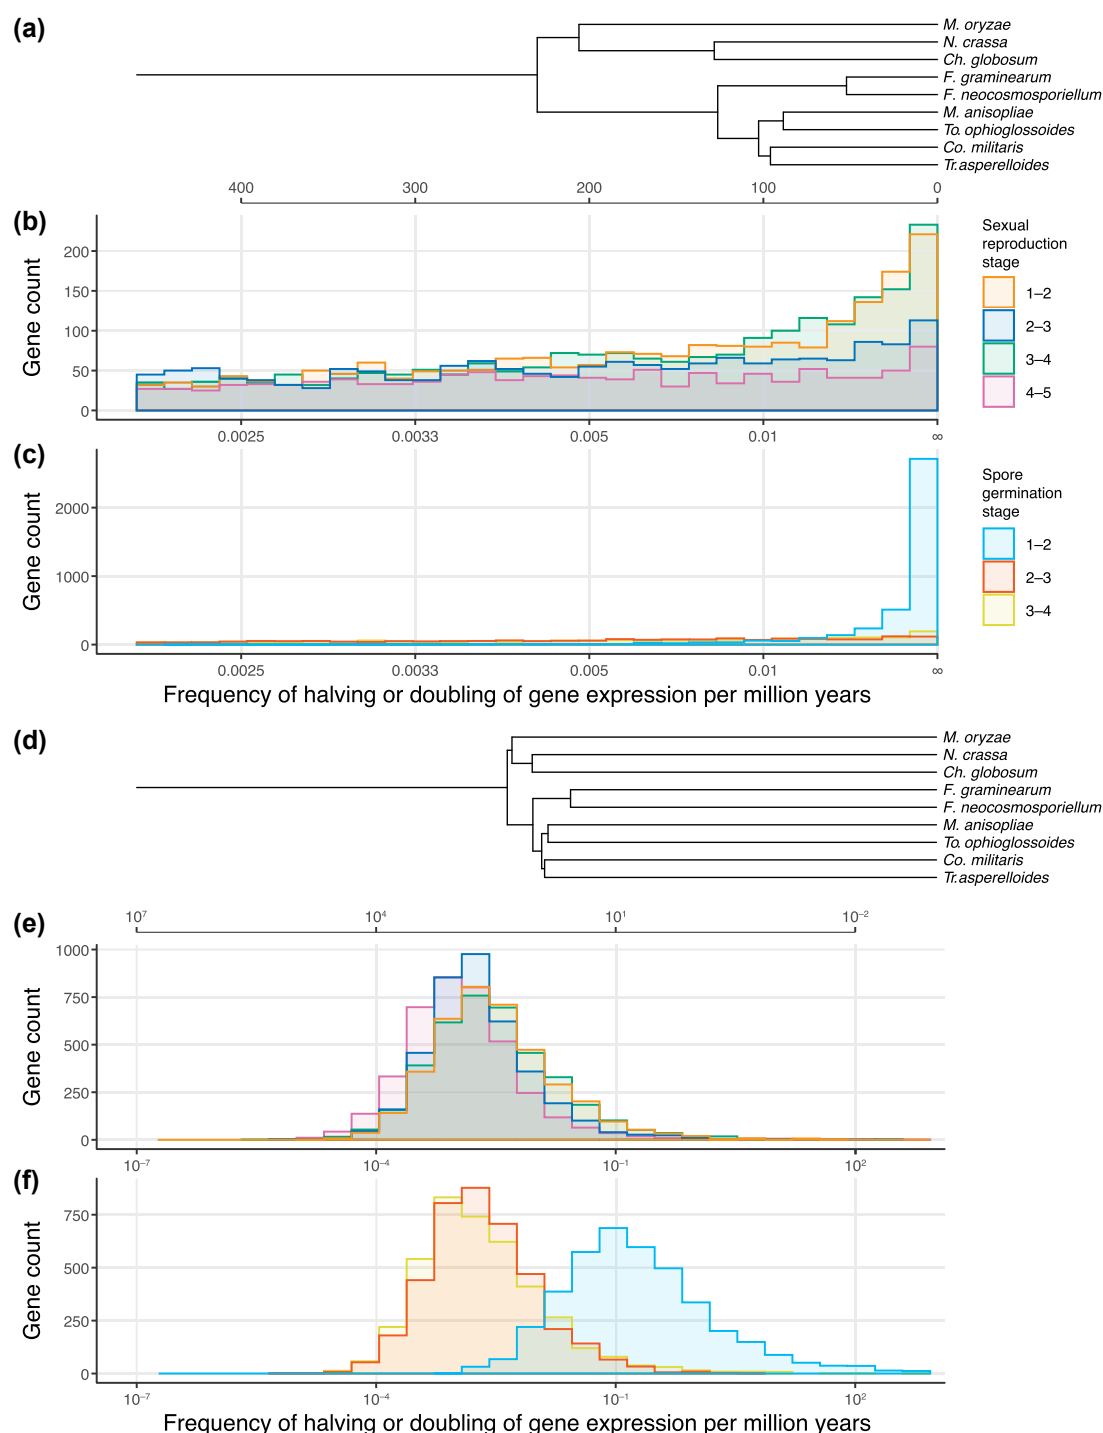 (a)
M. oryzae
N. crassa
Ch. globosum
F. graminearum
F. neocosmosporiellum
M. anisopliae
To. ophioglossoides
Co. militaris
Tr.asperelloides
400 300 200 100 0
(b)
Gene count
200
150
100
50
0
0.0025 0.0033 0.005 0.01 ∞
Sexual
reproduction
stage
1–2
2–3
3–4
4–5
(c)
Gene count
2000
1000
0
0.0025 0.0033 0.005 0.01 ∞
Frequency of halving or doubling of gene expression per million years
Spore
germination
stage
1–2
2–3
3–4
(d)
M. oryzae
N. crassa
Ch. globosum
F. graminearum
F. neocosmosporiellum
M. anisopliae
To. ophioglossoides
Co. militaris
Tr.asperelloides
10⁷ 10⁴ 10¹ 10⁻²
(e)
Gene count
1000
750
500
250
0
10⁻⁷ 10⁻⁴ 10⁻¹ 10²
(f)
Gene count
750
500
250
0
10⁻⁷ 10⁻⁴ 10⁻¹ 10²
Frequency of halving or doubling of gene expression per million years